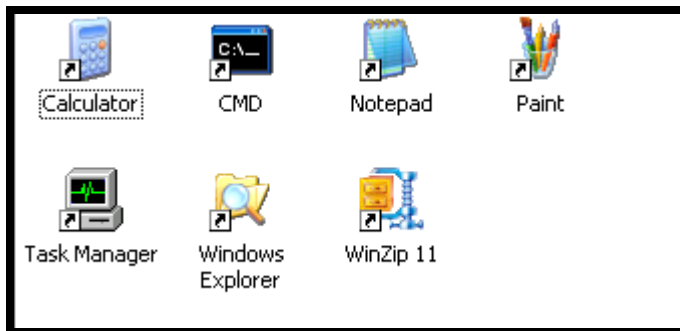 C:\_
Calculator
CMD
Notepad
Paint
Task Manager
Windows
Explorer
WinZip 11